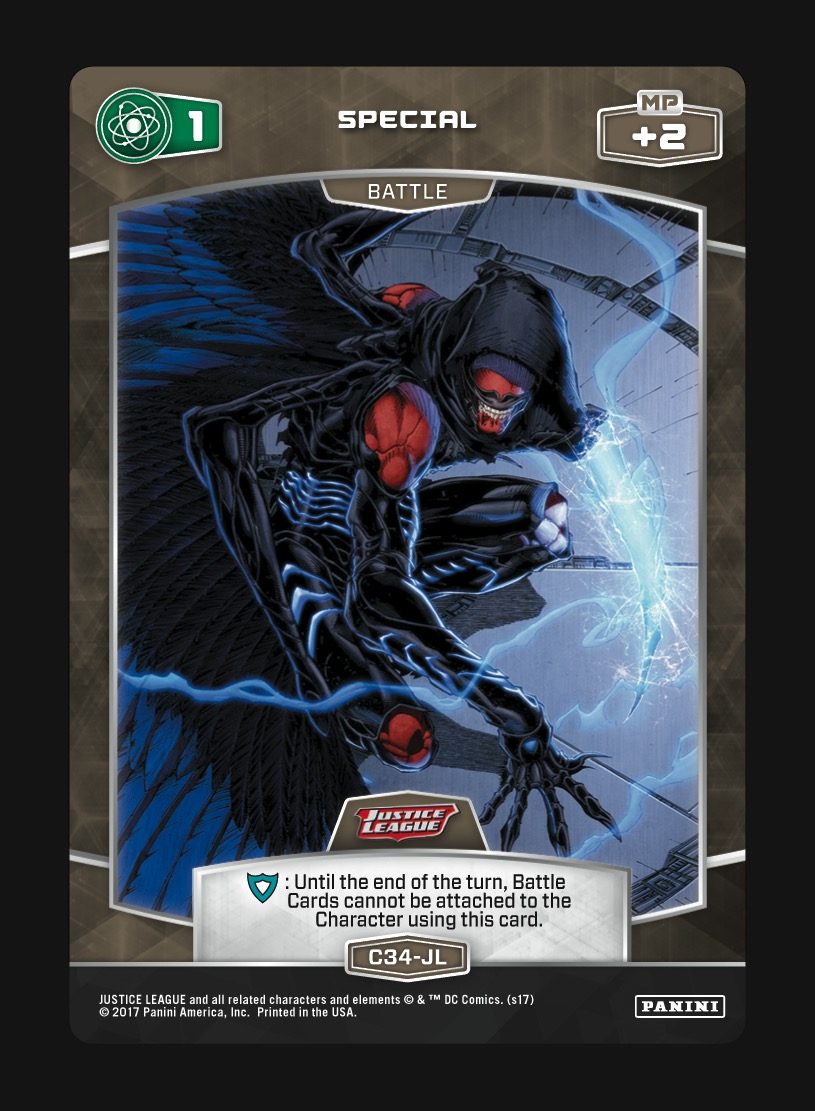 1
SPECIAL
MP
+2
BATTLE
JUSTICE
LEAGUE
: Until the end of the turn, Battle
Cards cannot be attached to the
Character using this card.
C34-JL
JUSTICE LEAGUE and all related characters and elements © & ™ DC Comics. (s17)
© 2017 Panini America, Inc. Printed in the USA.
PANINI